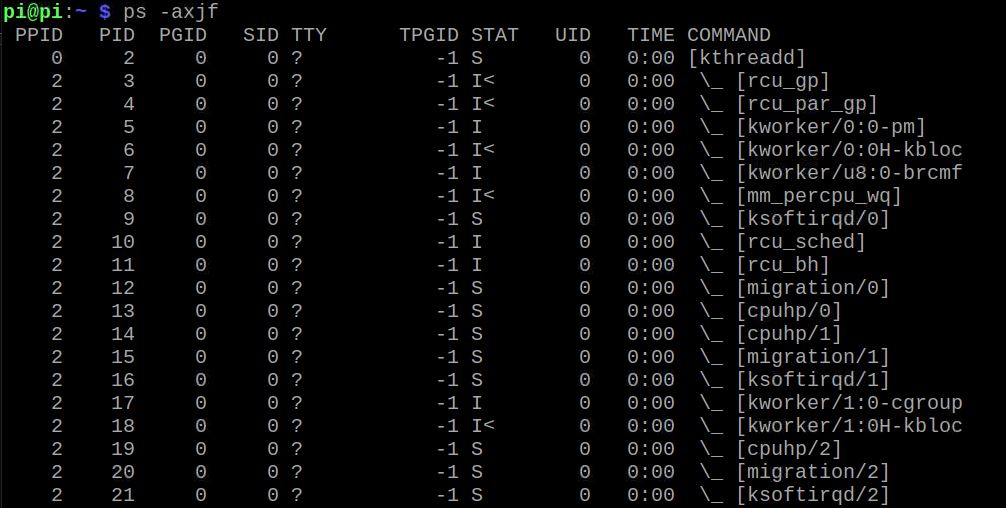 pi@pi:~ $ ps -axjf
PPID PID PGID SID TTY TPGID STAT UID TIME COMMAND
0 2 0 0 ? -1 S 0 0:00 [kthreadd]
2 3 0 0 ? -1 I< 0 0:00 \_ [rcu_gp]
2 4 0 0 ? -1 I< 0 0:00 \_ [rcu_par_gp]
2 5 0 0 ? -1 I 0 0:00 \_ [kworker/0:0-pm]
2 6 0 0 ? -1 I< 0 0:00 \_ [kworker/0:0H-kbloc
2 7 0 0 ? -1 I 0 0:00 \_ [kworker/u8:0-brcmf
2 8 0 0 ? -1 I< 0 0:00 \_ [mm_percpu_wq]
2 9 0 0 ? -1 S 0 0:00 \_ [ksoftirqd/0]
2 10 0 0 ? -1 I 0 0:00 \_ [rcu_sched]
2 11 0 0 ? -1 I 0 0:00 \_ [rcu_bh]
2 12 0 0 ? -1 S 0 0:00 \_ [migration/0]
2 13 0 0 ? -1 S 0 0:00 \_ [cpuhp/0]
2 14 0 0 ? -1 S 0 0:00 \_ [cpuhp/1]
2 15 0 0 ? -1 S 0 0:00 \_ [migration/1]
2 16 0 0 ? -1 S 0 0:00 \_ [ksoftirqd/1]
2 17 0 0 ? -1 I 0 0:00 \_ [kworker/1:0-cgroup
2 18 0 0 ? -1 I< 0 0:00 \_ [kworker/1:0H-kbloc
2 19 0 0 ? -1 S 0 0:00 \_ [cpuhp/2]
2 20 0 0 ? -1 S 0 0:00 \_ [migration/2]
2 21 0 0 ? -1 S 0 0:00 \_ [ksoftirqd/2]